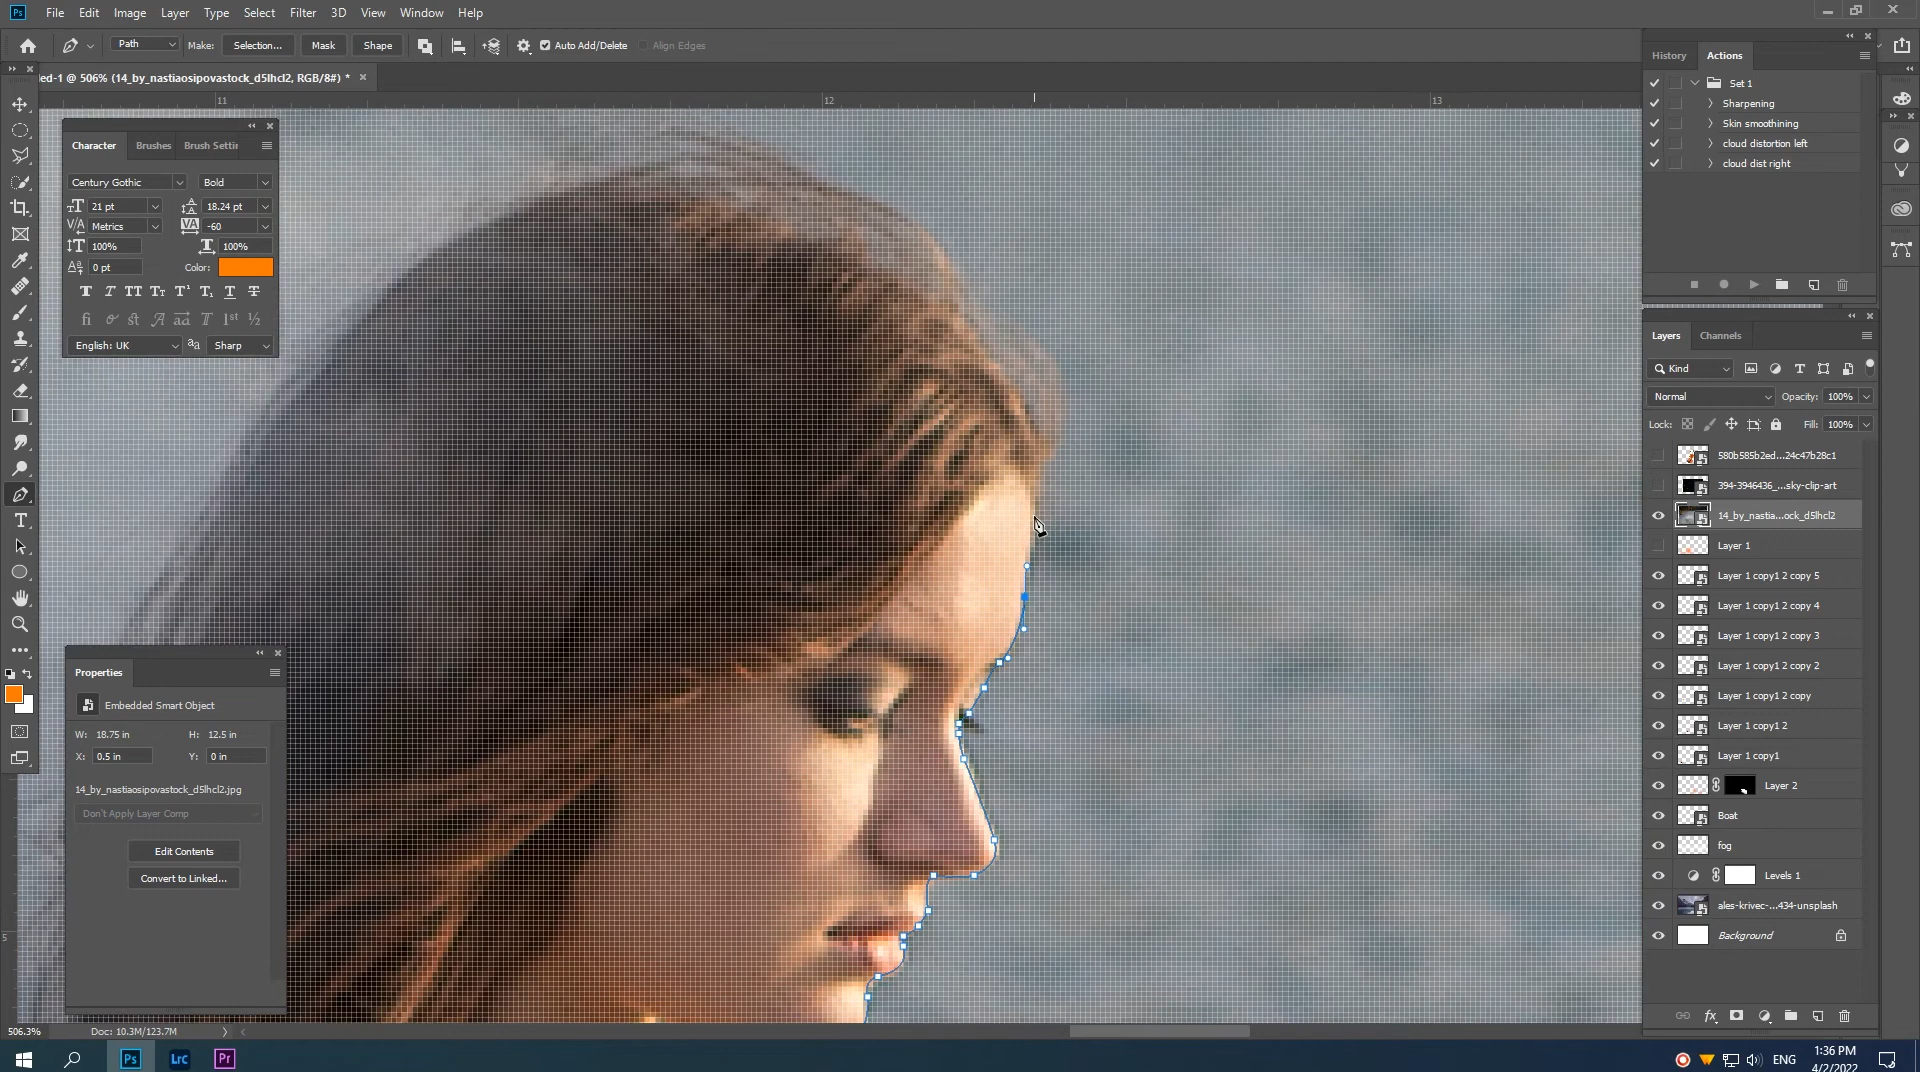 File Edit Image Layer Type Select Filter 3D View Window Help
Path Make: Selection... Mask Shape Auto Add/Delete Align Edges
ed-1 @ 506% (14_by_nastiaosipovastock_d5lhcl2, RGB/8#) *
11 12 13
Character Brushes Brush Settin
Century Gothic Bold
21 pt 18.24 pt
Metrics -60
100% 100%
0 pt Color:
English: UK Sharp
Properties
Embedded Smart Object
W: 18.75 in H: 12.5 in
X: 0.5 in Y: 0 in
14_by_nastiaosipovastock_d5lhcl2.jpg
Don't Apply Layer Comp
Edit Contents
Convert to Linked...
5
History Actions
Set 1
Sharpening
Skin smoothining
cloud distortion left
cloud dist right
Layers Channels
Kind
Normal Opacity: 100%
Lock: Fill: 100%
580b585b2ed...24c47b28c1
394-3946436_...sky-clip-art
14_by_nastia...ock_d5lhcl2
Layer 1
Layer 1 copy1 2 copy 5
Layer 1 copy1 2 copy 4
Layer 1 copy1 2 copy 3
Layer 1 copy1 2 copy 2
Layer 1 copy1 2 copy
Layer 1 copy1 2
Layer 1 copy1
Layer 2
Boat
fog
Levels 1
ales-krivec-...434-unsplash
Background
506.3% Doc: 10.3M/123.7M
Ps Lrc Pr
ENG
1:36 PM
4/2/2022